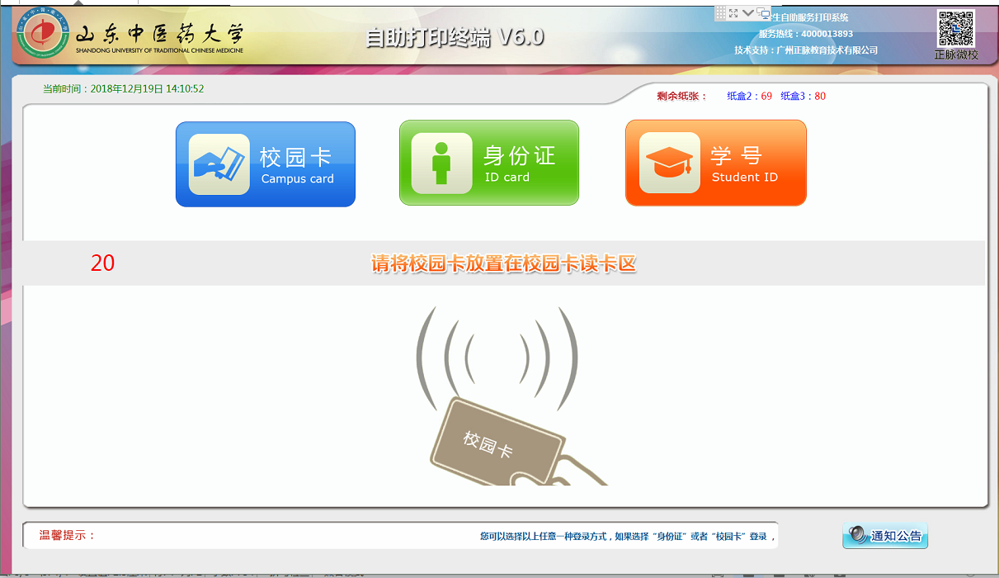 山东中医药大学
SHANDONG UNIVERSITY OF TRADITIONAL CHINESE MEDICINE
自助打印终端 V6.0
生自助服务打印系统
服务热线：4000013893
技术支持：广州正脉教育技术有限公司
正脉微校
当前时间：2018年12月19日 14:10:52
剩余纸张： 纸盒2：69 纸盒3：80
校园卡
Campus card
身份证
ID card
学号
Student ID
20
请将校园卡放置在校园卡读卡区
校园卡
温馨提示：
您可以选择以上任意一种登录方式，如果选择“身份证”或者“校园卡”登录，
通知公告